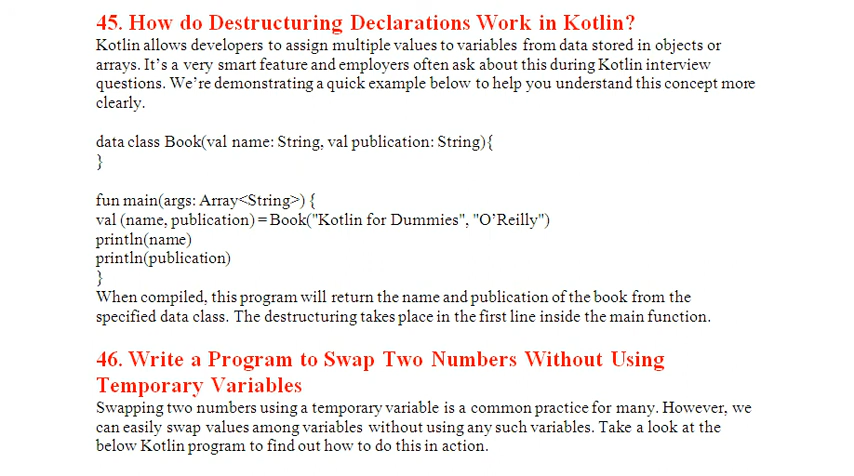 45. How do Destructuring Declarations Work in Kotlin?
Kotlin allows developers to assign multiple values to variables from data stored in objects or
arrays. It’s a very smart feature and employers often ask about this during Kotlin interview
questions. We’re demonstrating a quick example below to help you understand this concept more
clearly.
data class Book(val name: String, val publication: String){
}
fun main(args: Array<String>) {
val (name, publication) = Book("Kotlin for Dummies", "O’Reilly")
println(name)
println(publication)
}
When compiled, this program will return the name and publication of the book from the
specified data class. The destructuring takes place in the first line inside the main function.
46. Write a Program to Swap Two Numbers Without Using
Temporary Variables
Swapping two numbers using a temporary variable is a common practice for many. However, we
can easily swap values among variables without using any such variables. Take a look at the
below Kotlin program to find out how to do this in action.